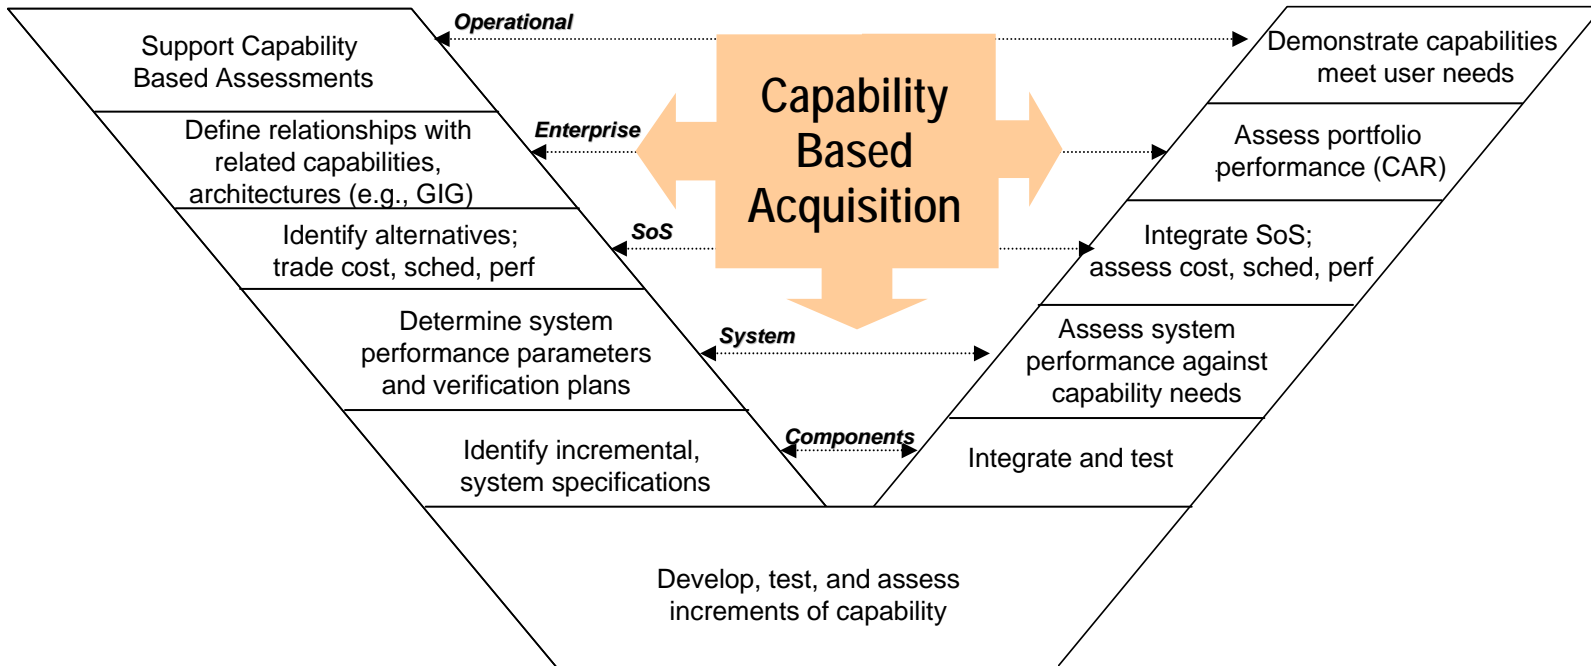 Operational
Support Capability
Based Assessments
Demonstrate capabilities
meet user needs
Capability
Based
Acquisition
Enterprise
Define relationships with
related capabilities,
architectures (e.g., GIG)
Assess portfolio
performance (CAR)
SoS
Identify alternatives;
trade cost, sched, perf
Integrate SoS;
assess cost, sched, perf
System
Determine system
performance parameters
and verification plans
Assess system
performance against
capability needs
Components
Identify incremental,
system specifications
Integrate and test
Develop, test, and assess
increments of capability